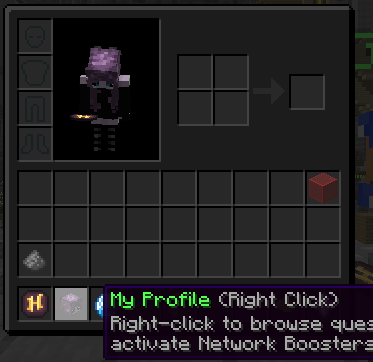 My Profile (Right Click)
Right-click to browse ques
activate Network Boosters